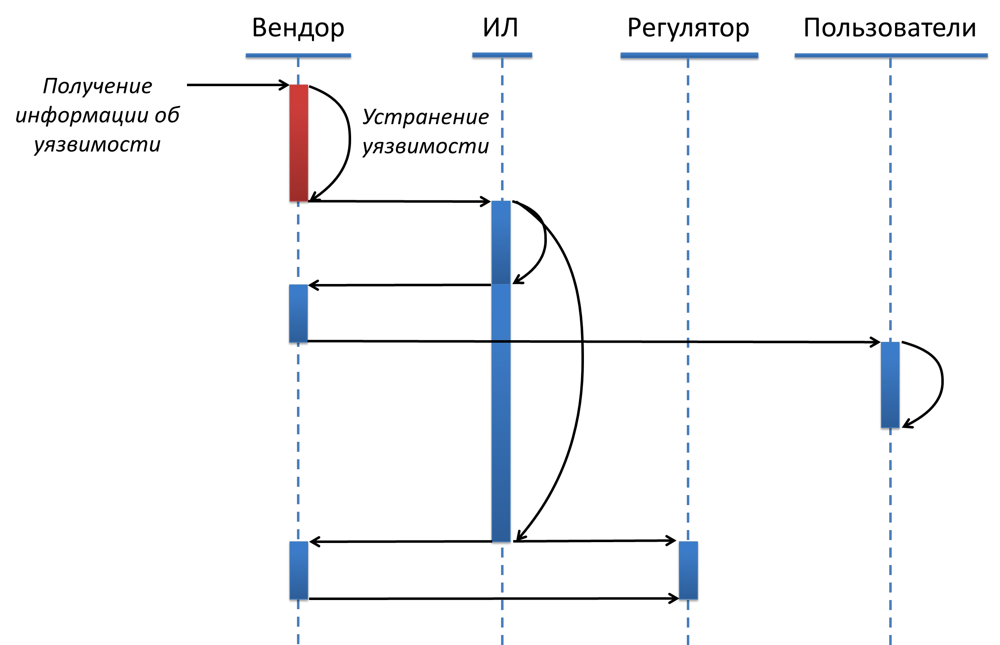 Вендор
ИЛ
Регулятор
Пользователи
Получение
информации об
уязвимости
Устранение
уязвимости